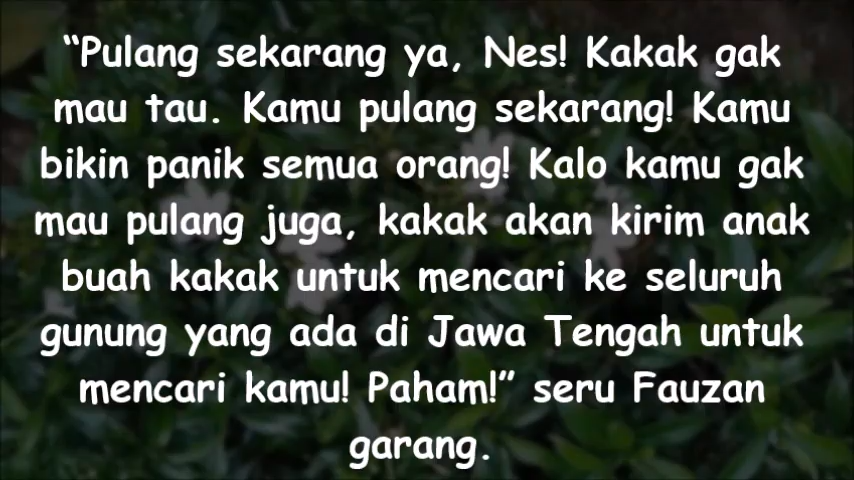 “Pulang sekarang ya, Nes! Kakak gak
mau tau. Kamu pulang sekarang! Kamu
bikin panik semua orang! Kalo kamu gak
mau pulang juga, kakak akan kirim anak
buah kakak untuk mencari ke seluruh
gunung yang ada di Jawa Tengah untuk
mencari kamu! Paham!” seru Fauzan
garang.